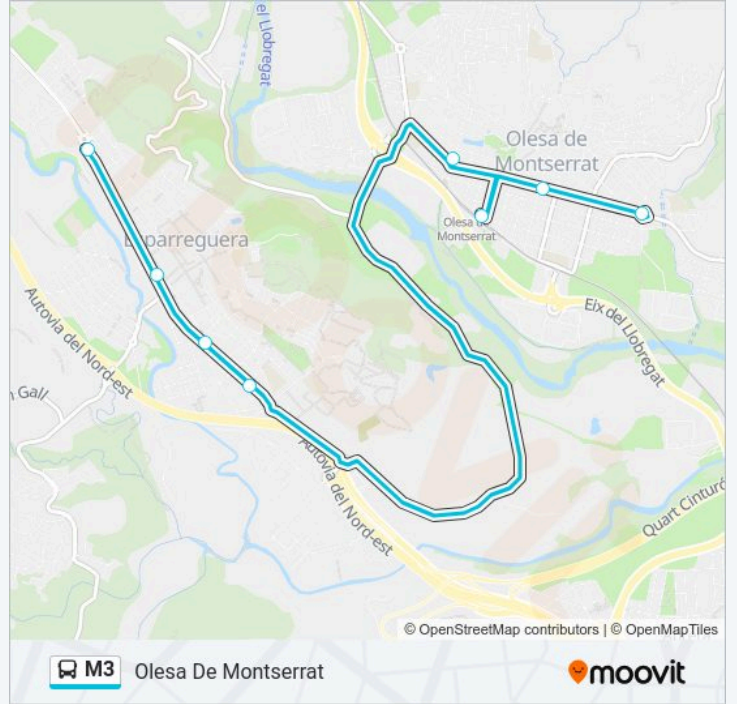 el Llobregat
Olesa de
Montserrat
Olesa de
Montserrat
Esparreguera
Autovia del Nord-est
Eix del Llobregat
Gall
Autovia del Nord-est
Quart Cinturó
© OpenStreetMap contributors | © OpenMapTiles
M3 Olesa De Montserrat
moovit